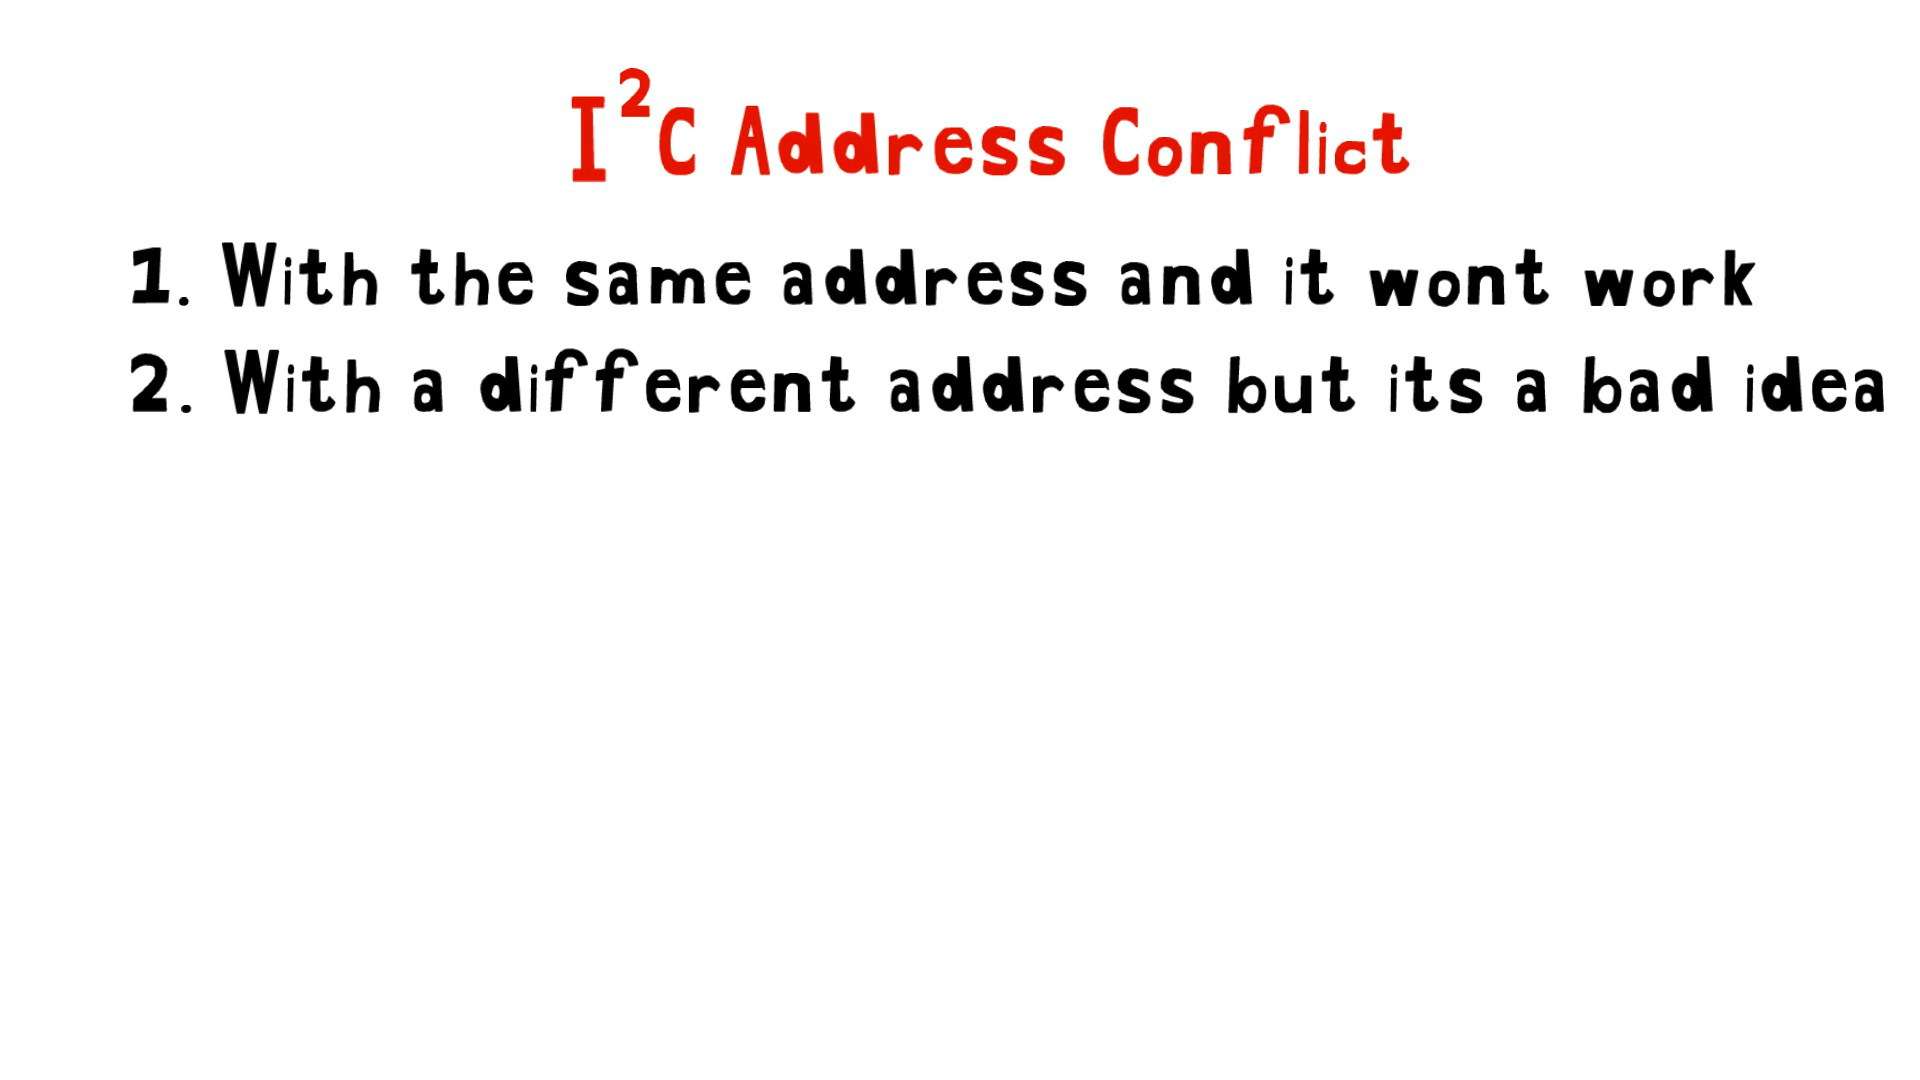 I²C Address Conflict
1. With the same address and it wont work
2. With a different address but its a bad idea